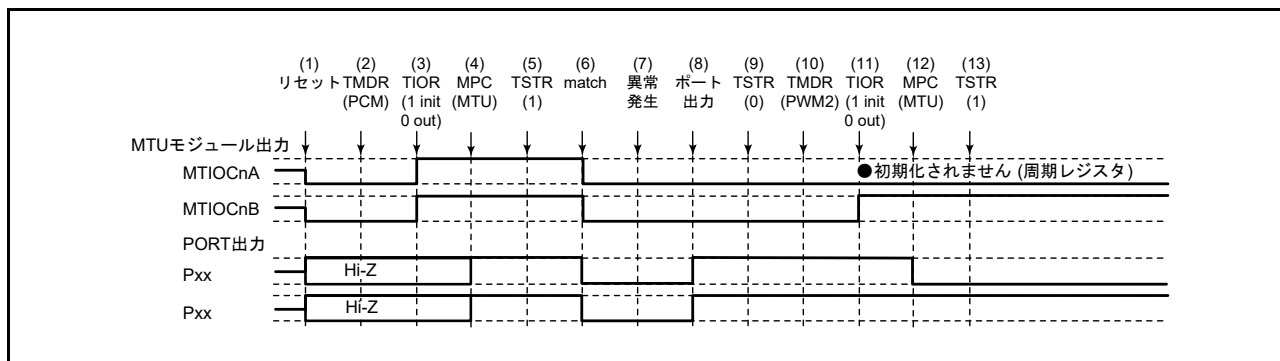 (1) (2) (3) (4) (5) (6) (7) (8) (9) (10) (11) (12) (13)
リセット TMDR TIOR MPC TSTR match 異常 ポート TSTR TMDR TIOR MPC TSTR
(PCM) (1 init (MTU) (1) 発生 出力 (0) (PWM2) (1 init (MTU) (1)
0 out) 0 out)
MTUモジュール出力
MTIOCnA ●初期化されません (周期レジスタ)
MTIOCnB
PORT出力
Pxx Hi-Z
Pxx Hi-Z